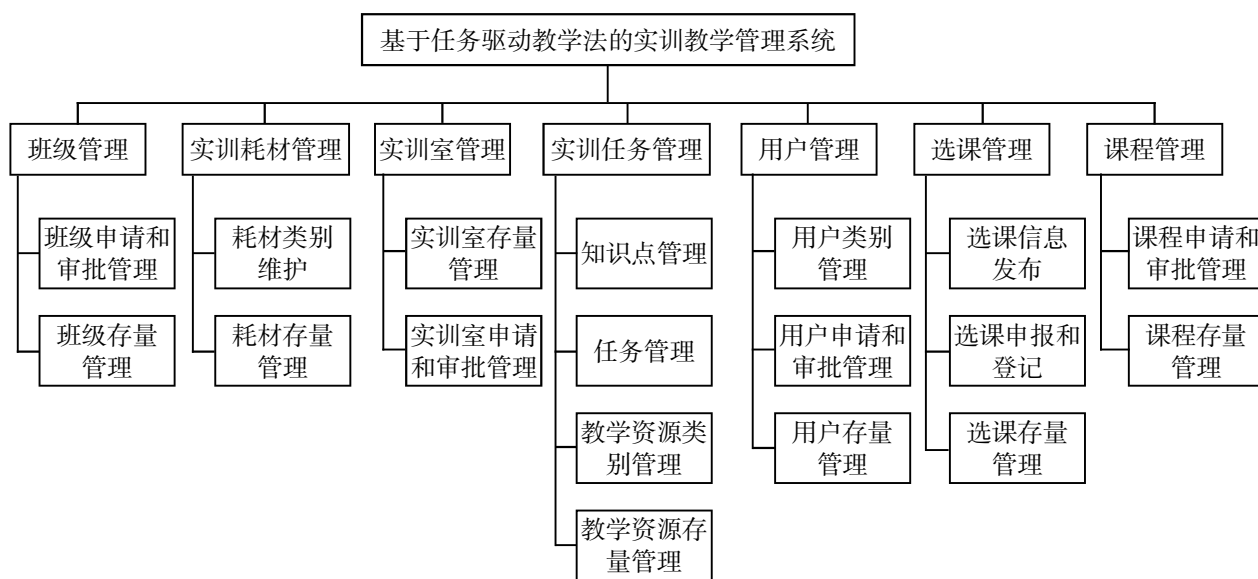 基于任务驱动教学法的实训教学管理系统
班级管理
实训耗材管理
实训室管理
实训任务管理
用户管理
选课管理
课程管理
班级申请和
审批管理
耗材类别
维护
实训室存量
管理
知识点管理
用户类别
管理
选课信息
发布
课程申请和
审批管理
班级存量
管理
耗材存量
管理
实训室申请
和审批管理
任务管理
用户申请和
审批管理
选课申报和
登记
课程存量
管理
教学资源类
别管理
用户存量
管理
选课存量
管理
教学资源存
量管理